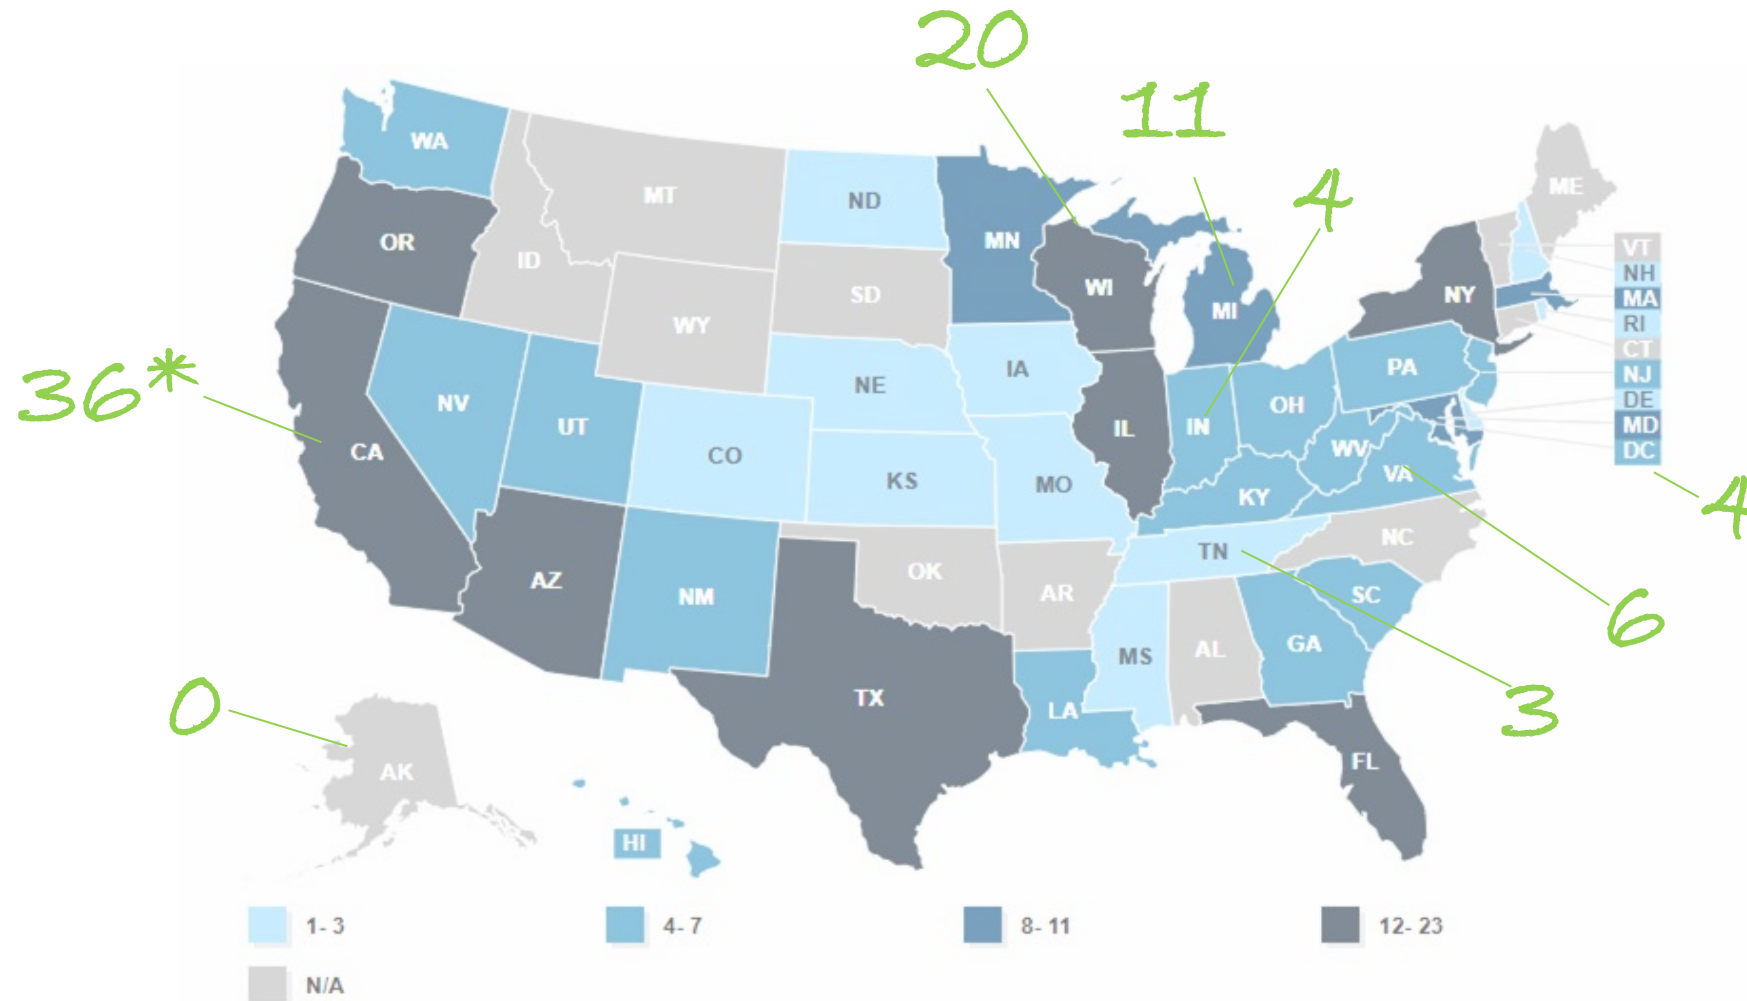 20
11
4
36*
WA
MT
ND
MN
OR
ID
SD
WI
MI
NY
ME
WY
VT
NH
MA
RI
CT
NJ
DE
MD
DC
NV
UT
CO
NE
IA
IL
IN
OH
PA
CA
KS
MO
WV
VA
KY
4
AZ
NM
OK
AR
TN
NC
SC
6
TX
LA
MS
AL
GA
3
0
AK
HI
FL
1- 3
4- 7
8- 11
12- 23
N/A